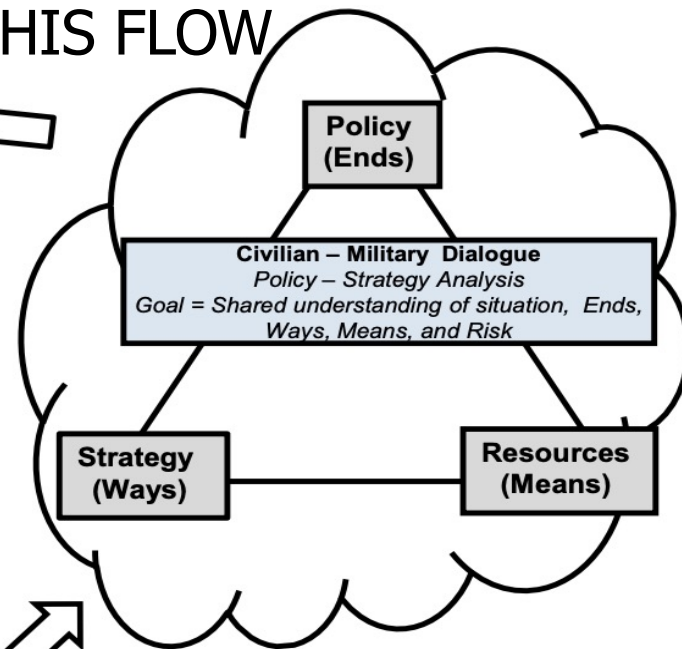 HIS FLOW
Policy
(Ends)
Civilian – Military Dialogue
Policy – Strategy Analysis
Goal = Shared understanding of situation, Ends,
Ways, Means, and Risk
Strategy
(Ways)
Resources
(Means)